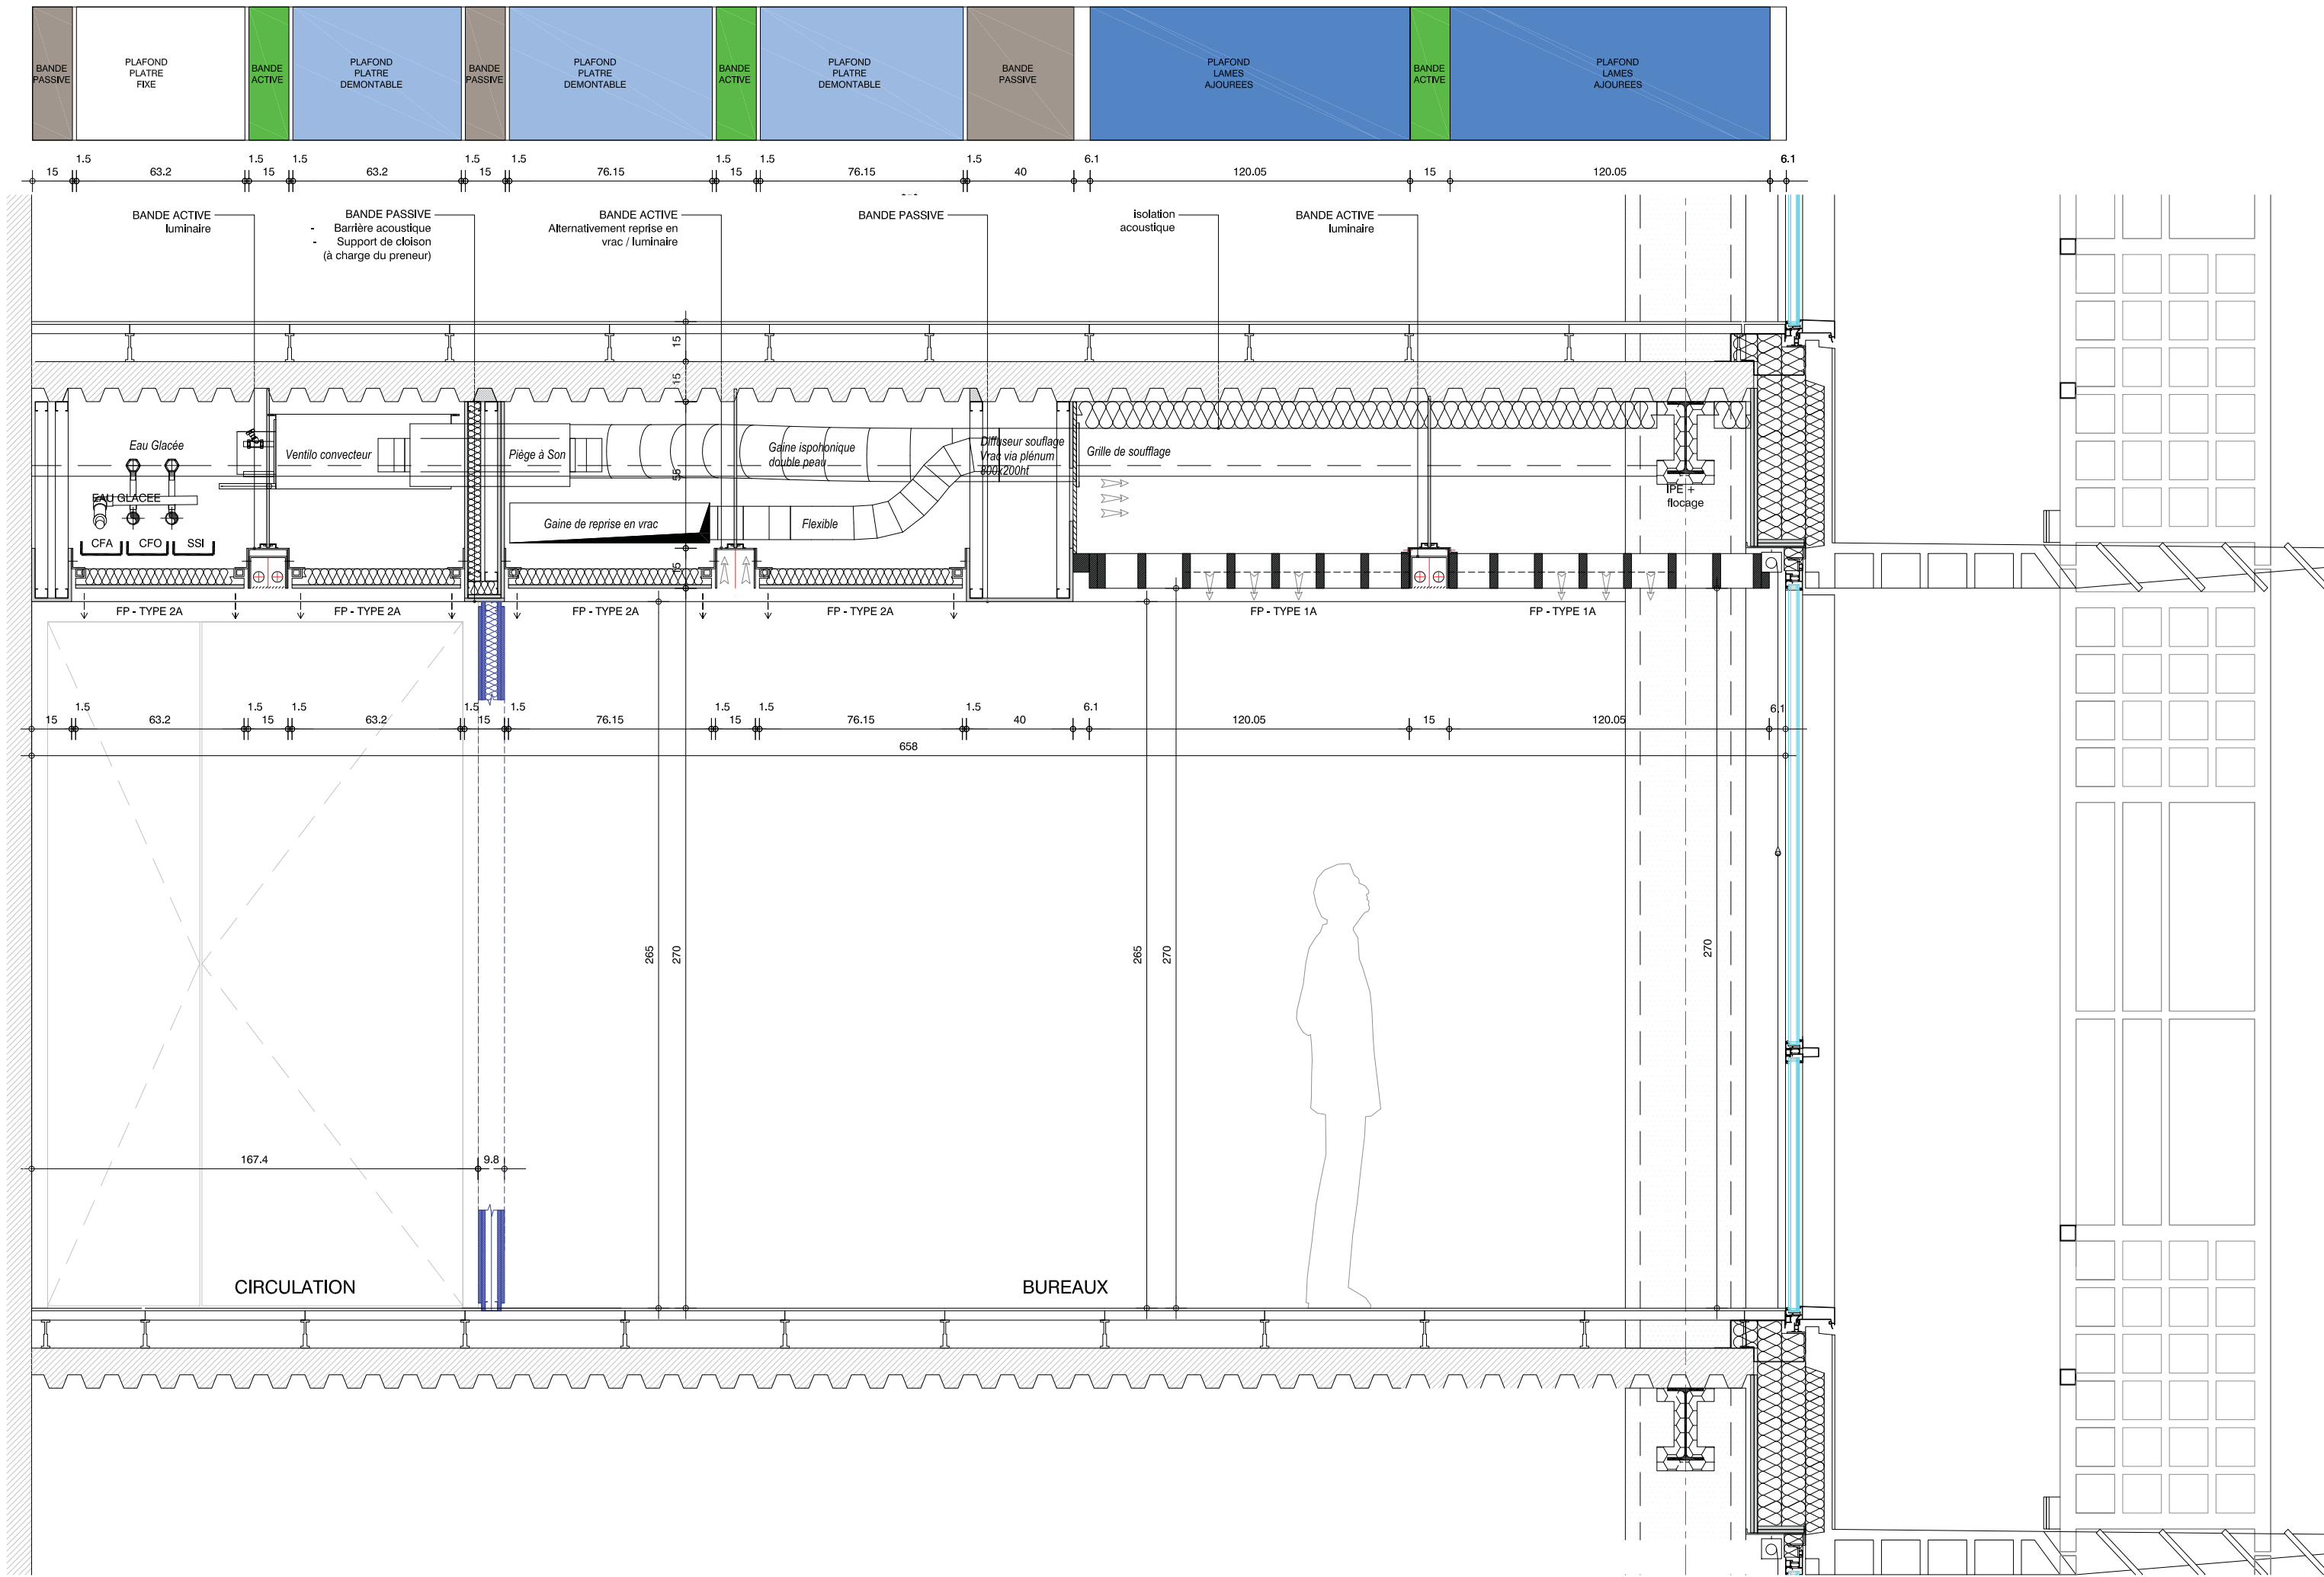 BANDE
PASSIVE
PLAFOND
PLATRE
FIXE
BANDE
ACTIVE
PLAFOND
PLATRE
DEMONTABLE
BANDE
PASSIVE
PLAFOND
PLATRE
DEMONTABLE
BANDE
ACTIVE
PLAFOND
PLATRE
DEMONTABLE
BANDE
PASSIVE
PLAFOND
LAMES
AJOUREES
BANDE
ACTIVE
PLAFOND
LAMES
AJOUREES
1.5 1.5 1.5 1.5 1.5 1.5 1.5 1.5 6.1 6.1
15 63.2 15 63.2 15 76.15 15 76.15 40 120.05 15 120.05
BANDE ACTIVE
luminaire
BANDE PASSIVE
- Barrière acoustique
- Support de cloison
(à charge du preneur)
BANDE ACTIVE
Alternativement reprise en
vrac / luminaire
BANDE PASSIVE
isolation
acoustique
BANDE ACTIVE
luminaire
15
15
55
15
Eau Glacée
EAU GLACEE
CFA CFO SSI
Ventilo convecteur
Piège à Son
Gaine ispohonique
double peau
Gaine de reprise en vrac
Flexible
Diffuseur souflage
Vrac via plénum
800x200ht
Grille de soufflage
IPE +
flocage
FP - TYPE 2A FP - TYPE 2A FP - TYPE 2A FP - TYPE 2A FP - TYPE 1A FP - TYPE 1A
1.5 1.5 1.5 1.5 1.5 1.5 1.5 1.5 6.1 6.1
15 63.2 15 63.2 15 76.15 15 76.15 40 120.05 15 120.05
658
265 270 265 270 270
167.4 9.8
CIRCULATION BUREAUX